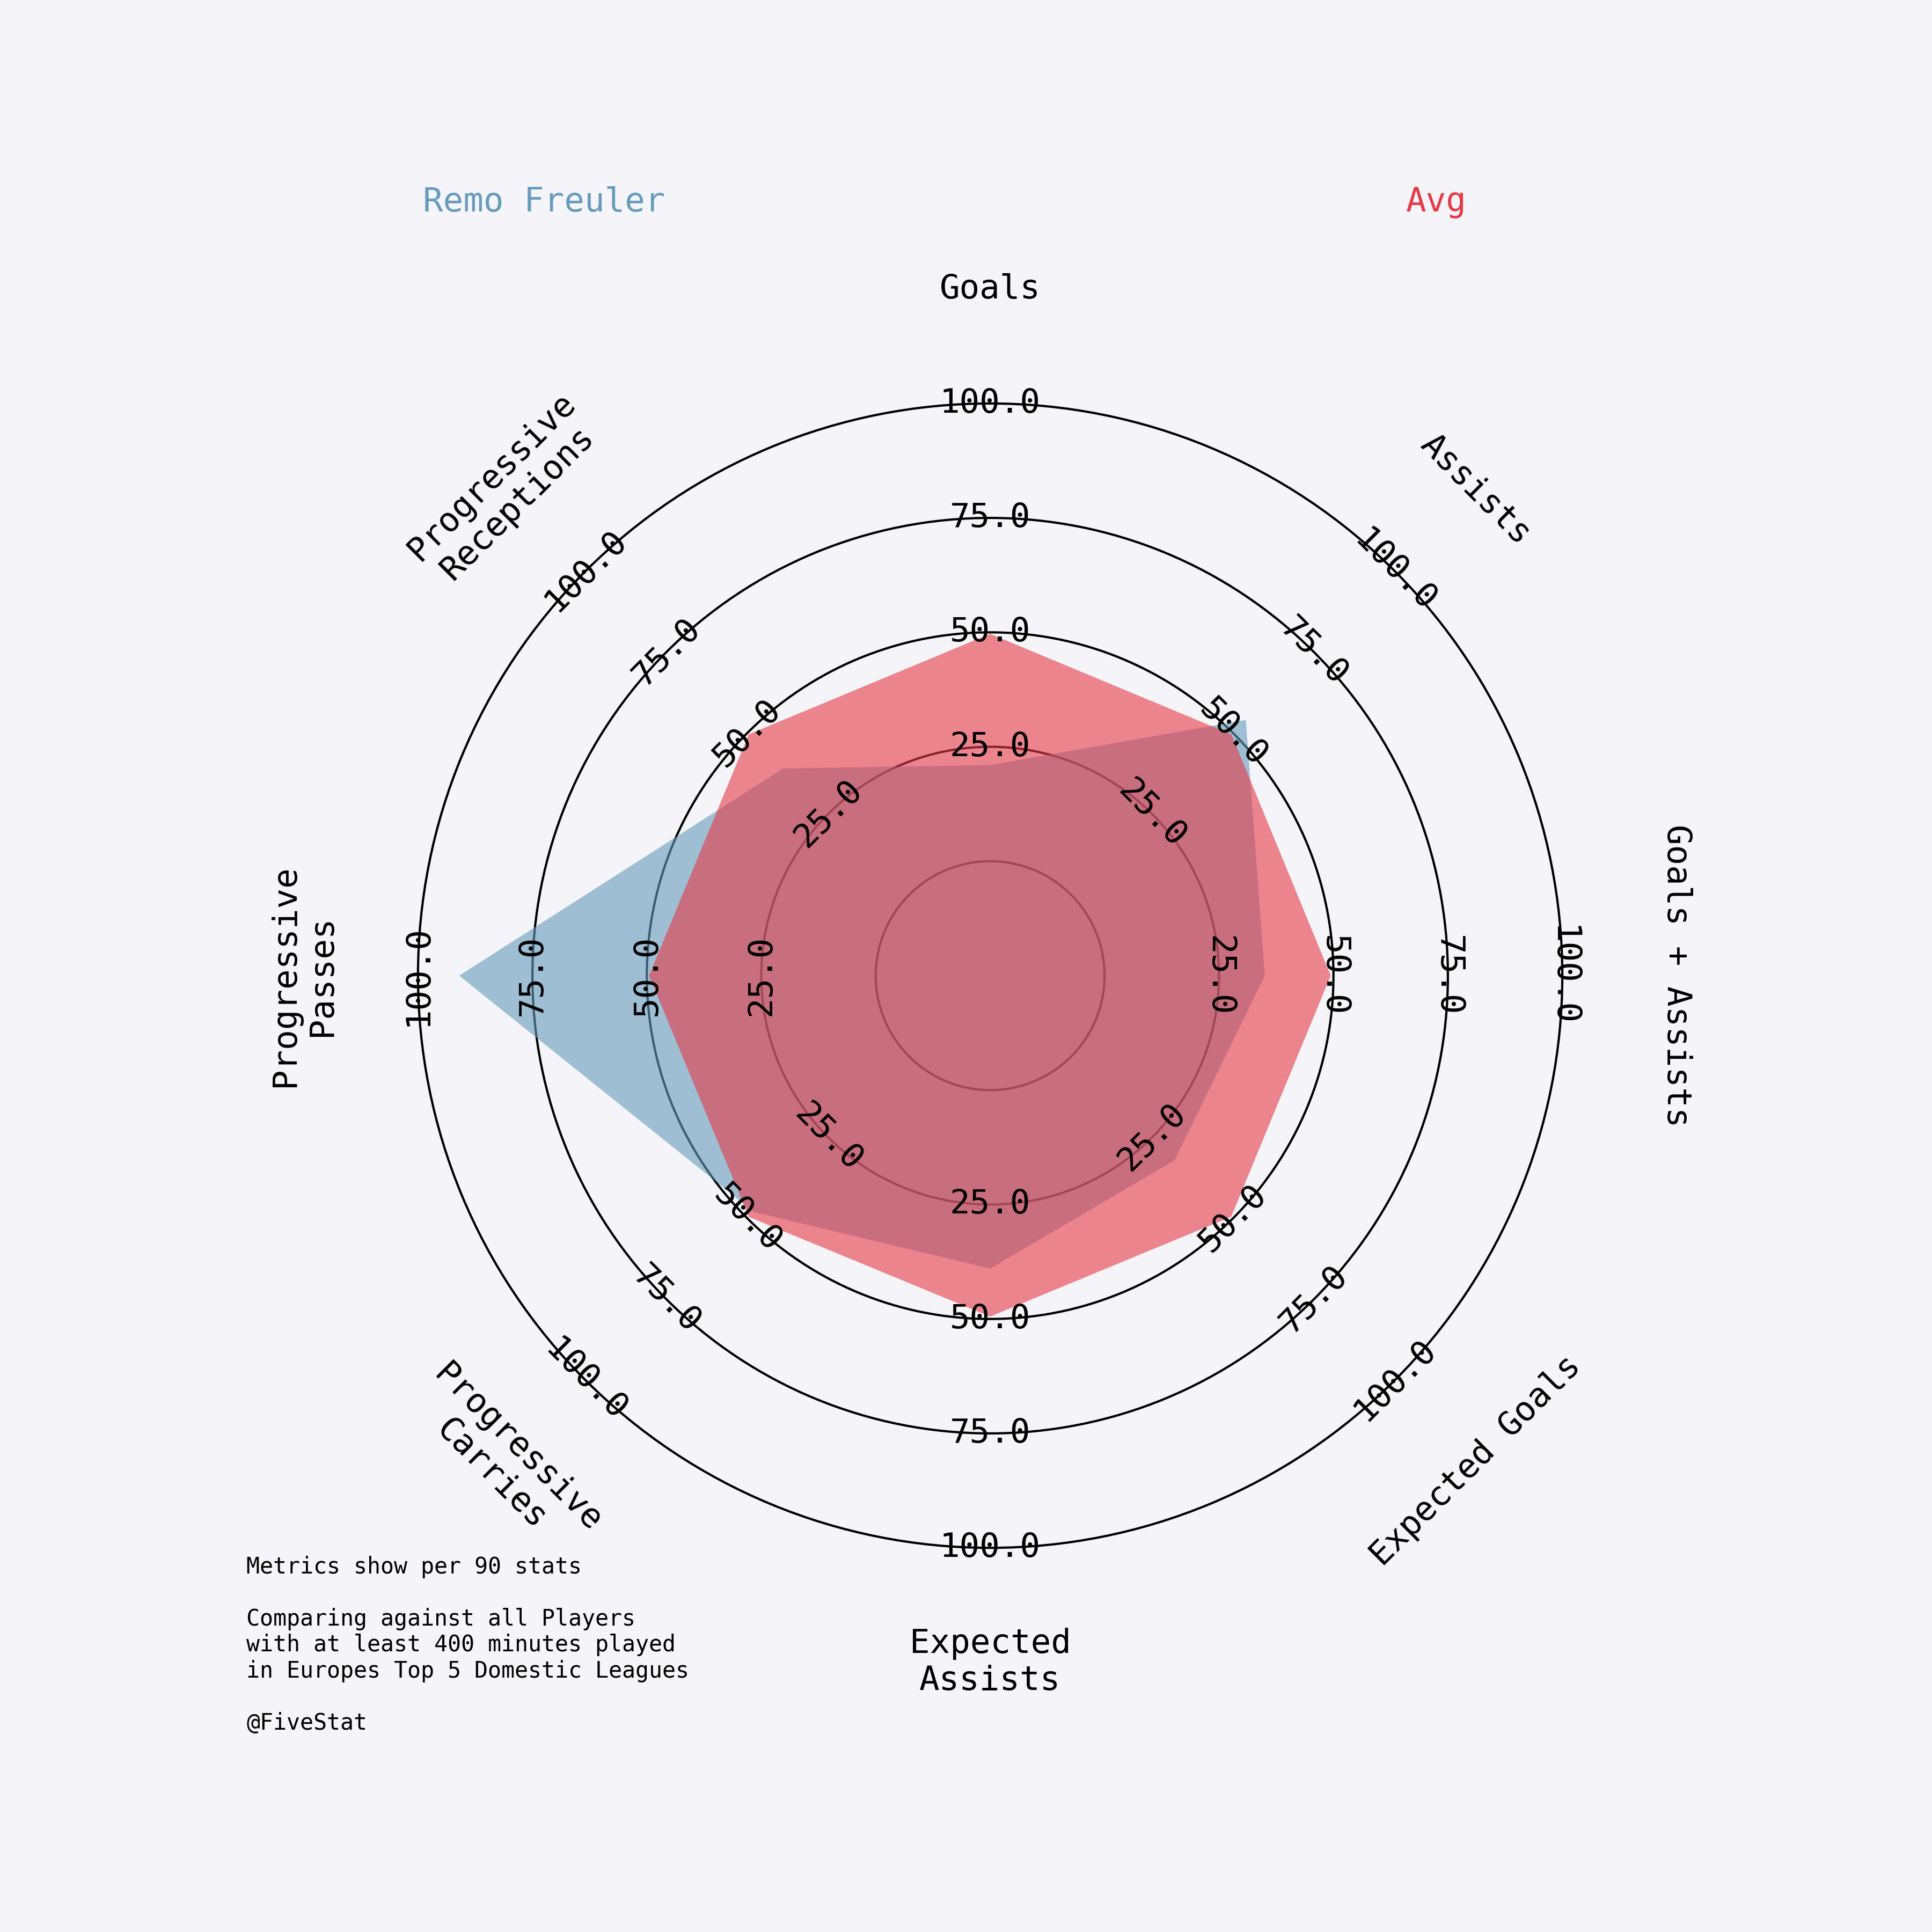 Remo Freuler
Avg
Goals
Assists
Goals + Assists
Expected Goals
Expected
Assists
Progressive
Carries
Progressive
Passes
Progressive
Receptions
25.0
50.0
75.0
100.0
25.0
50.0
75.0
100.0
25.0
50.0
75.0
100.0
25.0
50.0
75.0
100.0
25.0
50.0
75.0
100.0
25.0
50.0
75.0
100.0
25.0
50.0
75.0
100.0
25.0
50.0
75.0
100.0
Metrics show per 90 stats
Comparing against all Players
with at least 400 minutes played
in Europes Top 5 Domestic Leagues
@FiveStat